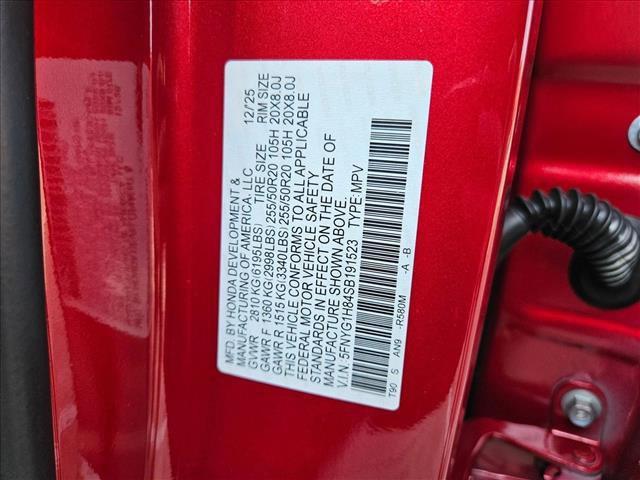 MFD. BY HONDA DEVELOPMENT &
MANUFACTURING OF AMERICA, LLC 12/25
GVWR 2810 KG(6195LBS) TIRE SIZE RIM SIZE
GAWR F 1360 KG(2998LBS) 255/50R20 105H 20X8.0J
GAWR R 1516 KG(3340LBS) 255/50R20 105H 20X8.0J
THIS VEHICLE CONFORMS TO ALL APPLICABLE
FEDERAL MOTOR VEHICLE SAFETY
STANDARDS IN EFFECT ON THE DATE OF
MANUFACTURE SHOWN ABOVE.
V.I.N. 5FNYG1H84SB191523 TYPE:MPV
T90 S AN9 -R580M -A -B